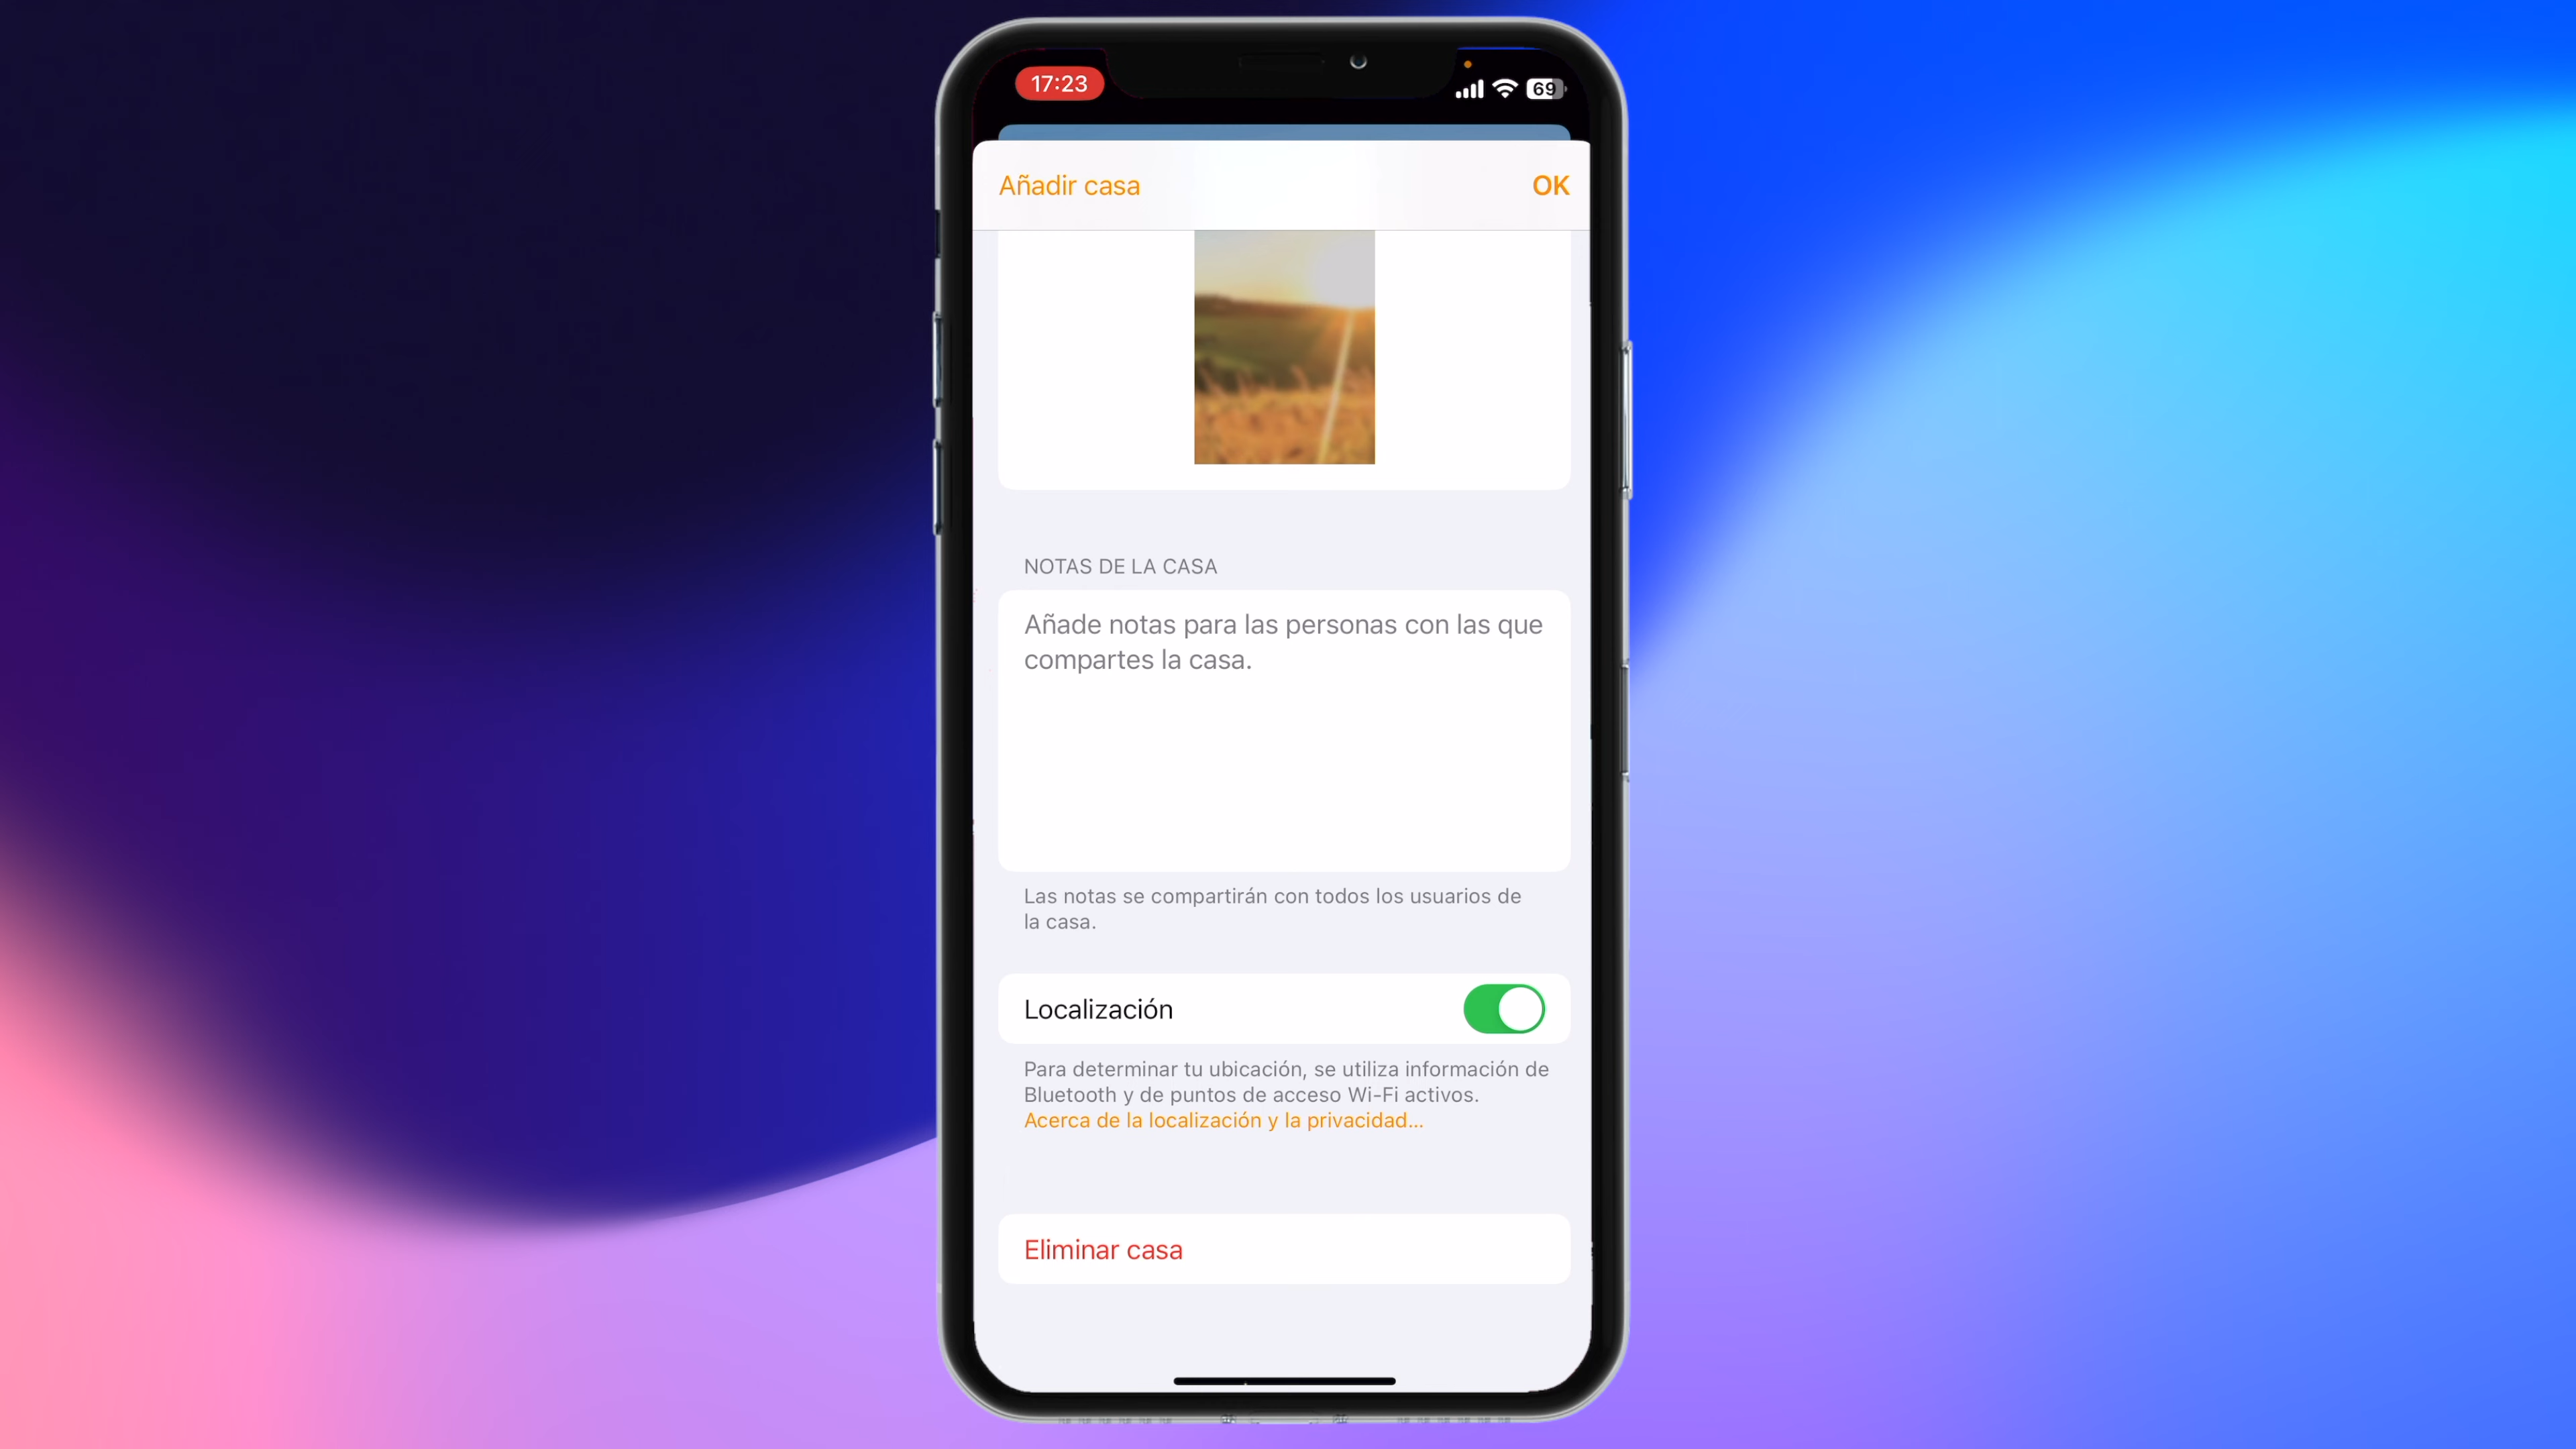 17:23
69
Añadir casa
OK
NOTAS DE LA CASA
Añade notas para las personas con las que
compartes la casa.
Las notas se compartirán con todos los usuarios de
la casa.
Localización
Para determinar tu ubicación, se utiliza información de
Bluetooth y de puntos de acceso Wi-Fi activos.
Acerca de la localización y la privacidad...
Eliminar casa